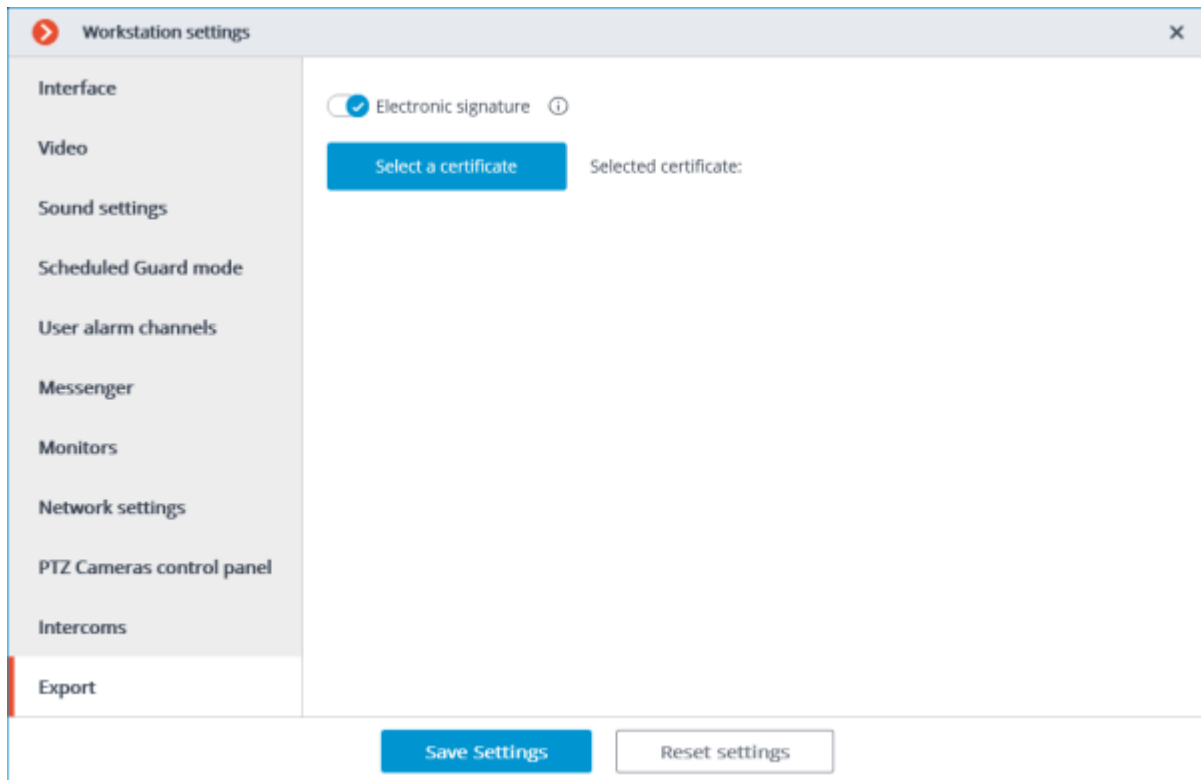 Workstation settings
Interface
Video
Sound settings
Scheduled Guard mode
User alarm channels
Messenger
Monitors
Network settings
PTZ Cameras control panel
Intercoms
Export
Electronic signature
Select a certificate
Selected certificate:
Save Settings
Reset settings